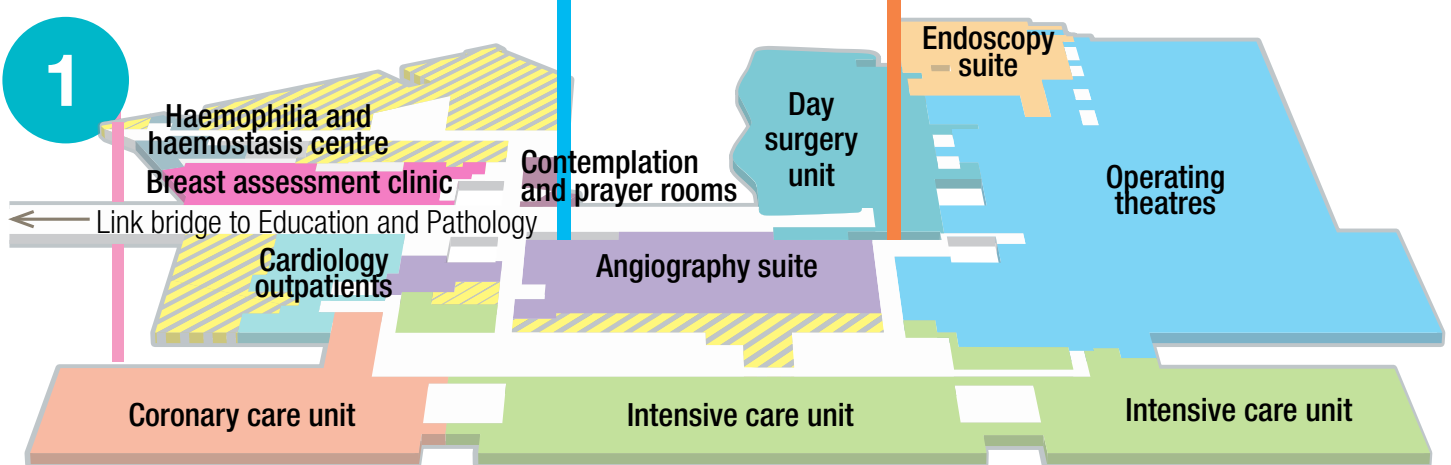 1
Haemophilia and
haemostasis centre
Breast assessment clinic
Link bridge to Education and Pathology
Cardiology
outpatients
Contemplation
and prayer rooms
Angiography suite
Day
surgery
unit
Endoscopy
suite
Operating
theatres
Coronary care unit
Intensive care unit
Intensive care unit